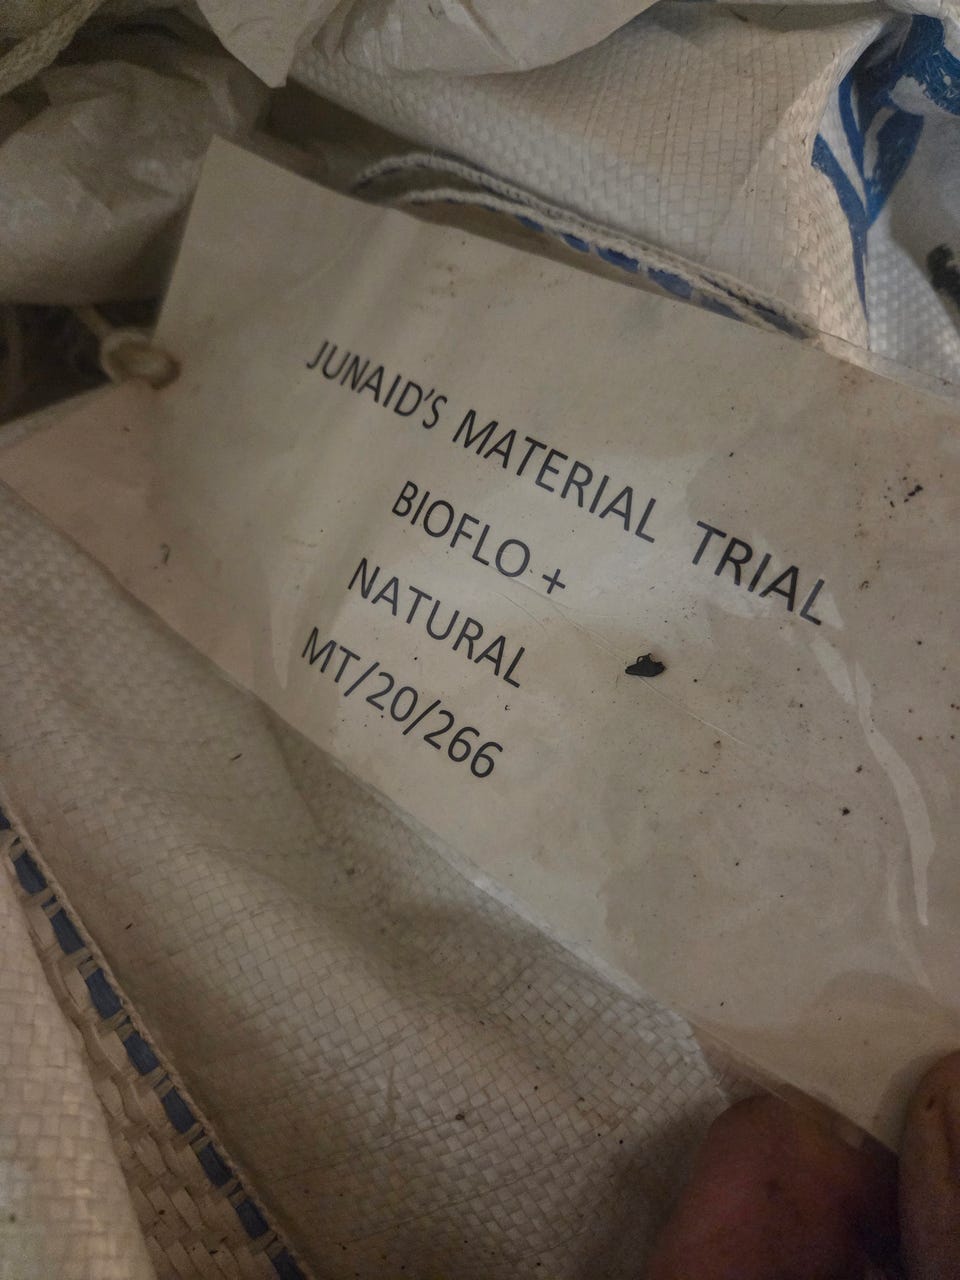 JUNAID'S MATERIAL TRIAL
BIOFLO +
NATURAL
MT/20/266